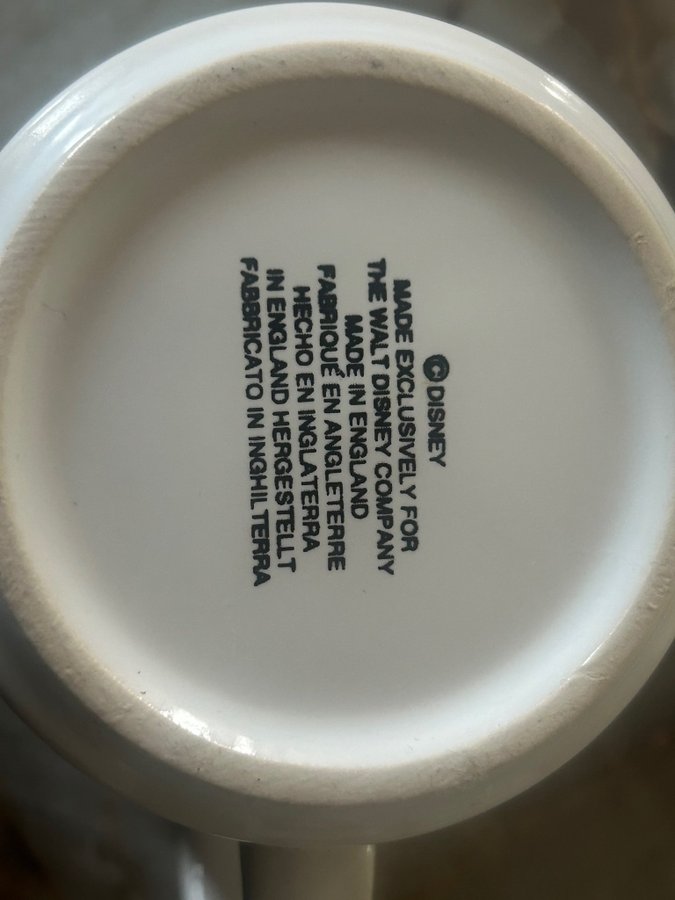 © DISNEY
MADE EXCLUSIVELY FOR
THE WALT DISNEY COMPANY
MADE IN ENGLAND
FABRIQUÉ EN ANGLETERRE
HECHO EN INGLATERRA
IN ENGLAND HERGESTELLT
FABBRICATO IN INGHILTERRA